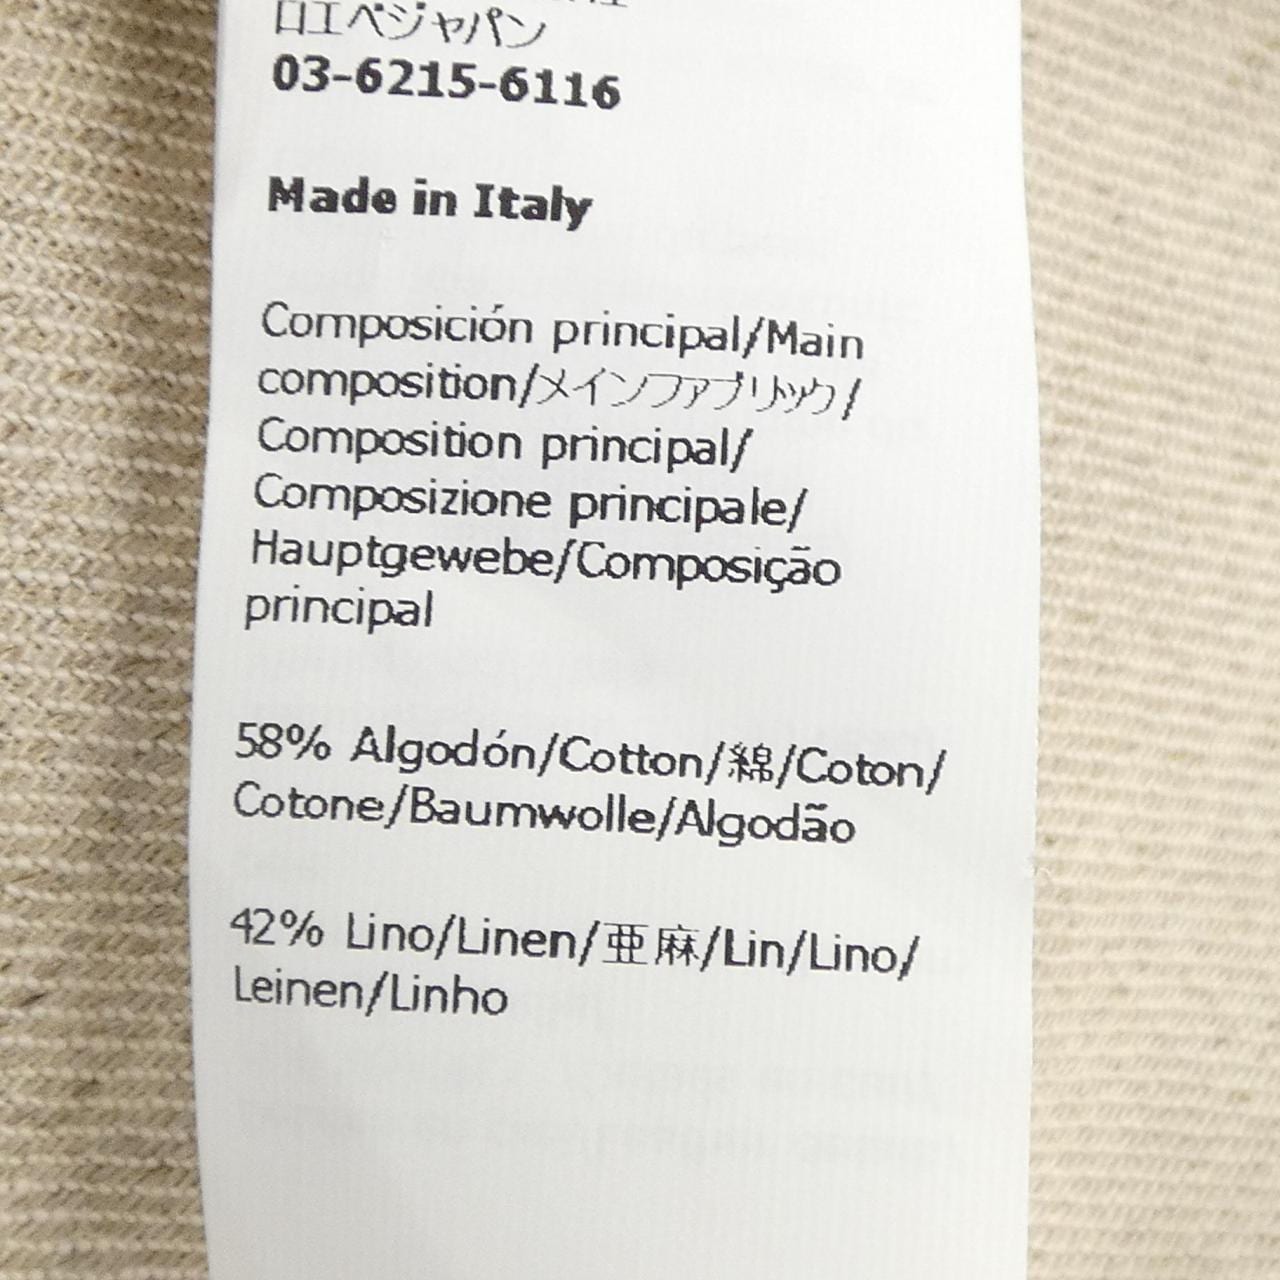 ロエベジャパン
03-6215-6116
Made in Italy
Composición principal/Main
composition/メインファブリック/
Composition principal/
Composizione principale/
Hauptgewebe/Composição
principal
58% Algodón/Cotton/綿/Coton/
Cotone/Baumwolle/Algodão
42% Lino/Linen/亜麻/Lin/Lino/
Leinen/Linho